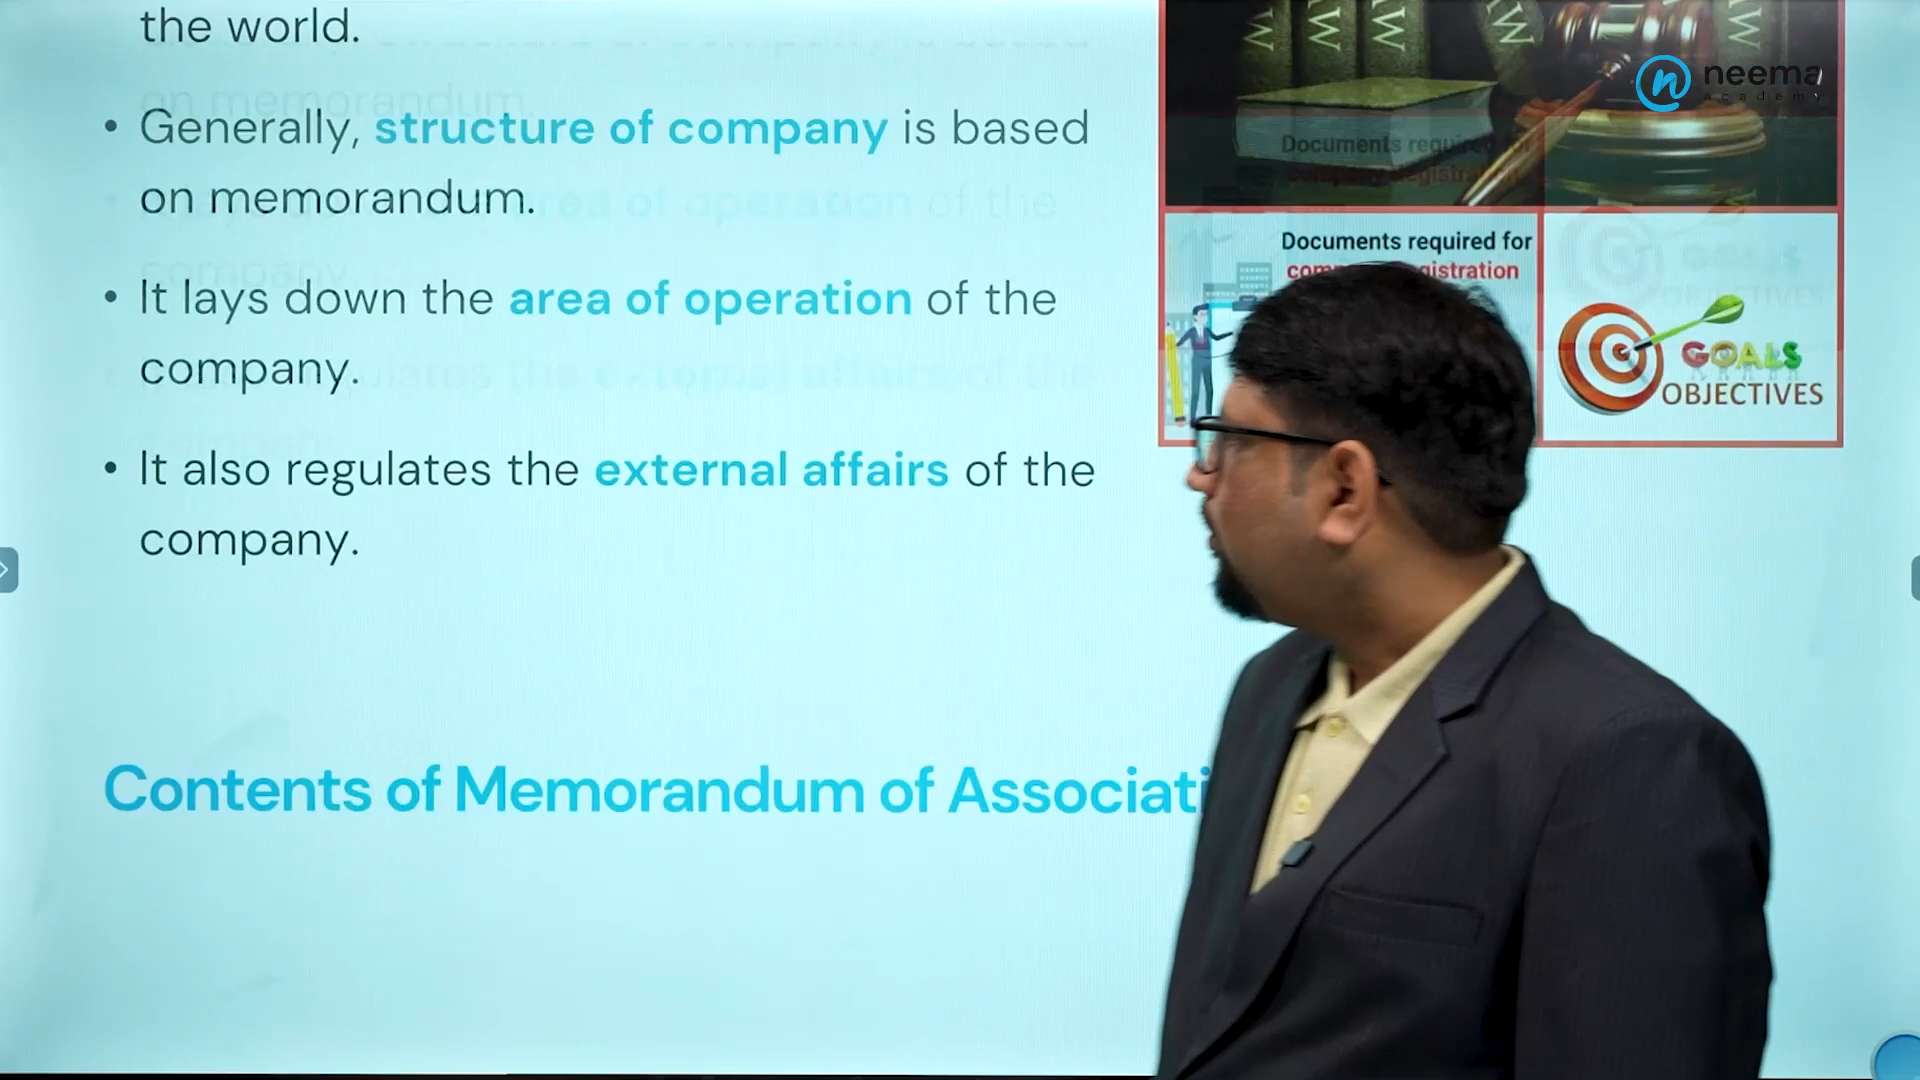 the world.
• Generally, structure of company is based
on memorandum.
• It lays down the area of operation of the
company.
• It also regulates the external affairs of the
company.
Contents of Memorandum of Associati
W
W
W
W
W
neema
academy
Documents required for
GOALS
OBJECTIVES